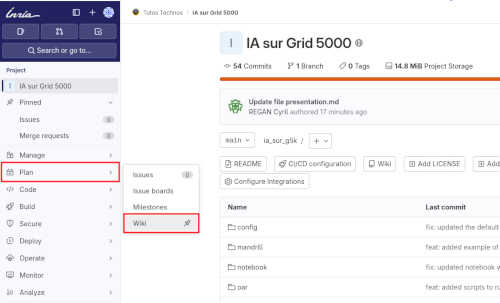 Inria
Search or go to...
Project
I IA sur Grid 5000
Pinned
Issues 0
Merge requests 0
Manage
Plan
Code
Build
Secure
Deploy
Operate
Monitor
Analyze
Issues 0
Issue boards
Milestones
Wiki
Tutos Technos / IA sur Grid 5000
I IA sur Grid 5000
54 Commits 1 Branch 0 Tags 14.8 MiB Project Storage
Update file presentation.md
REGAN Cyril authored 17 minutes ago
main ia_sur_g5k / +
README CI/CD configuration Wiki Add LICENSE Add
Configure Integrations
Name Last commit
config fix: updated the default
mandrill feat: added example of
notebook fix: updated notebook
oar feat: added scripts to